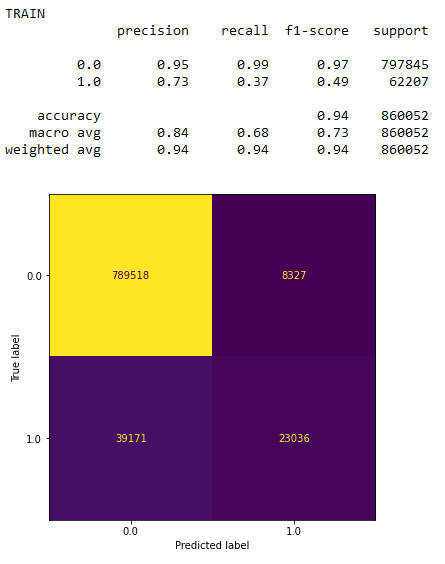 TRAIN
precision recall f1-score support
0.0 0.95 0.99 0.97 797845
1.0 0.73 0.37 0.49 62207
accuracy 0.94 860052
macro avg 0.84 0.68 0.73 860052
weighted avg 0.94 0.94 0.94 860052
0.0 789518 8327
True label
1.0 39171 23036
0.0 1.0
Predicted label